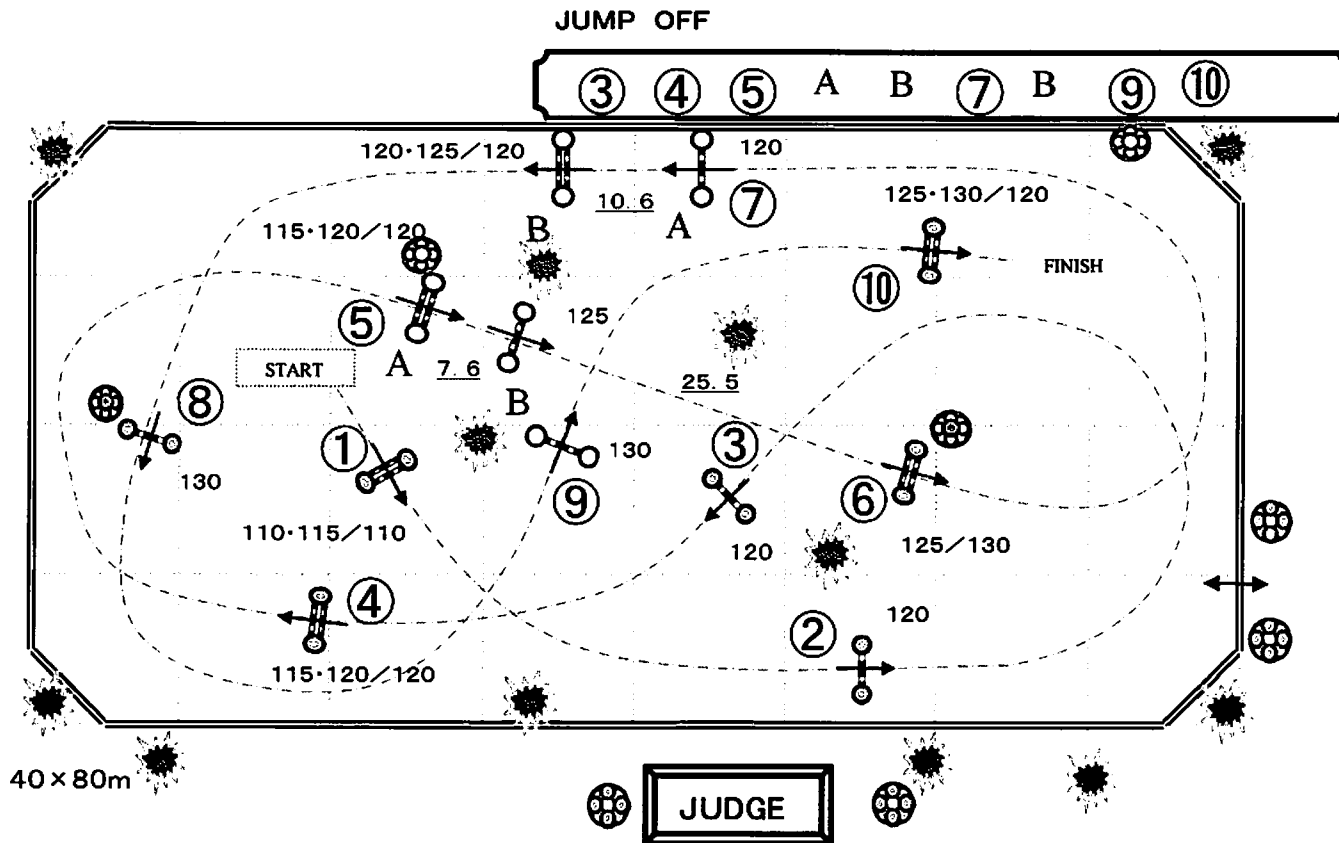 JUMP OFF
③ ④ ⑤ A B ⑦ B ⑨ ⑩
120・125/120
120
10.6
⑦
B
A
125・130/120
115・120/120
FINISH
⑩
⑤
125
START
A
7.6
25.5
B
⑧
①
130
③
130
⑨
⑥
110・115/110
120
125/130
④
②
120
115・120/120
40×80m
JUDGE